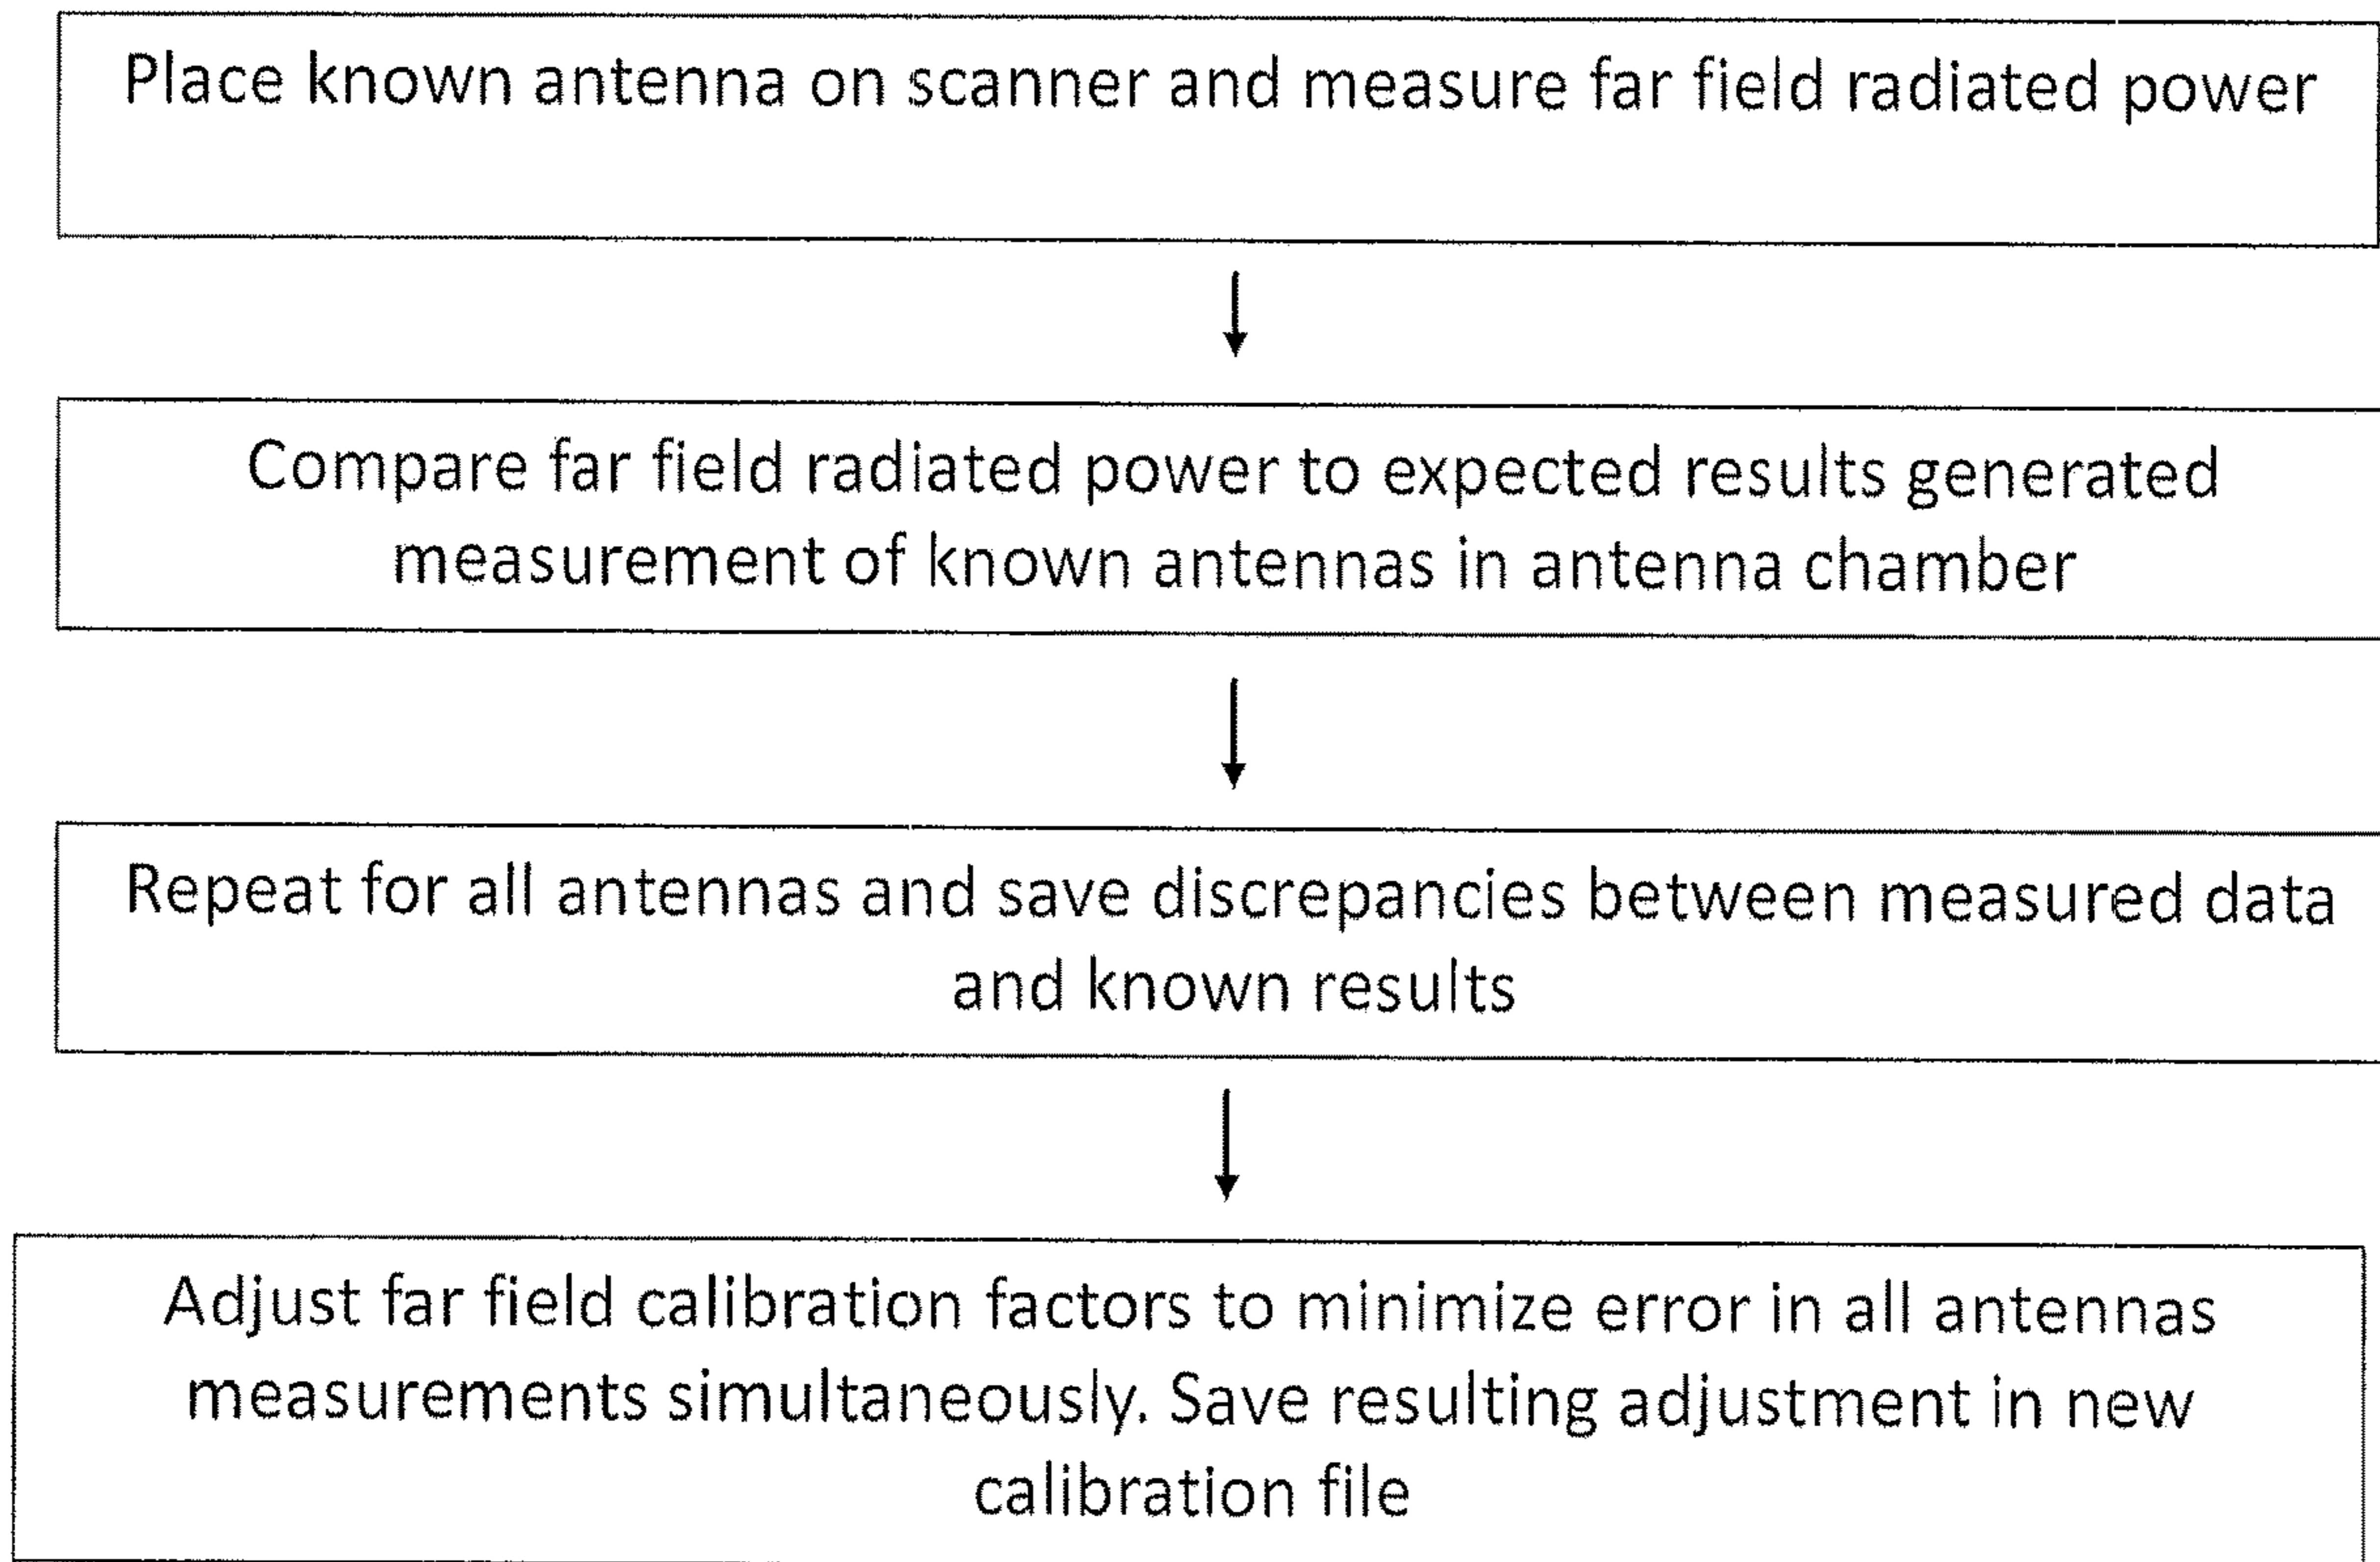 Place known antenna on scanner and measure far field radiated power
Compare far field radiated power to expected results generated
measurement of known antennas in antenna chamber
Repeat for all antennas and save discrepancies between measured data
and known results
Adjust far field calibration factors to minimize error in all antennas
measurements simultaneously. Save resulting adjustment in new
calibration file